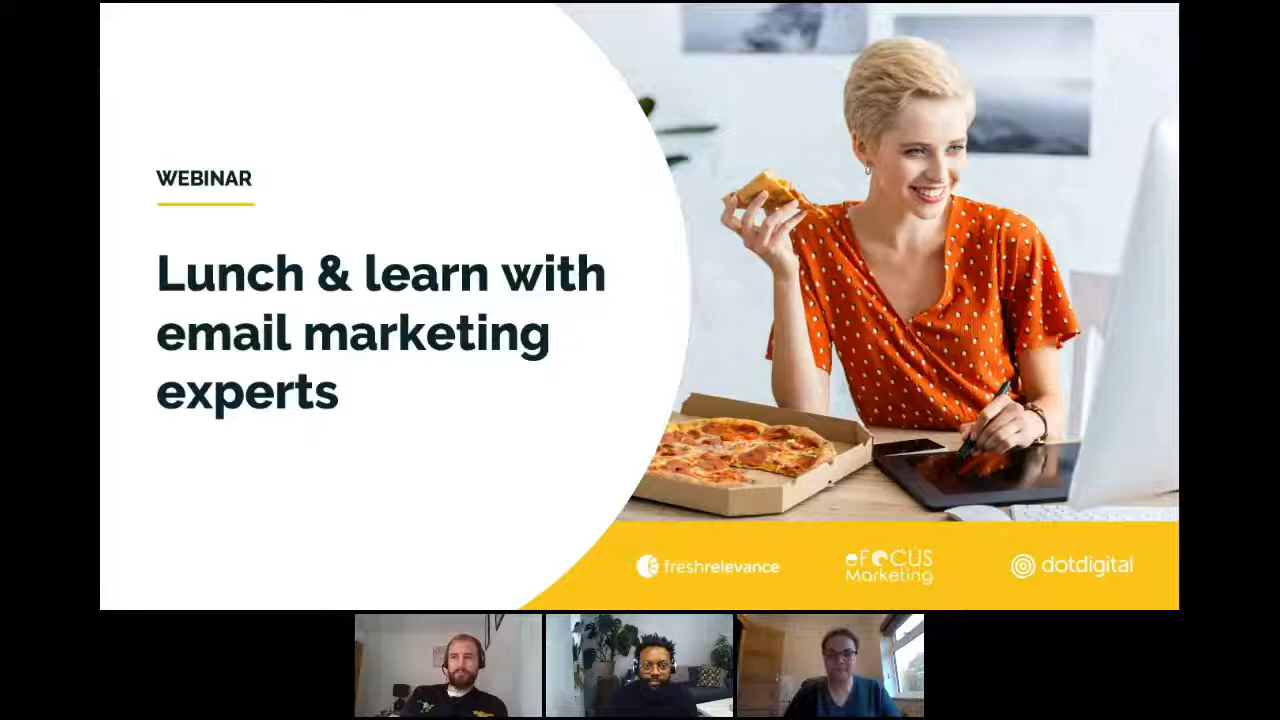 WEBINAR
Lunch & learn with
email marketing
experts
freshrelevance
eFOCUS
Marketing
dotdigital